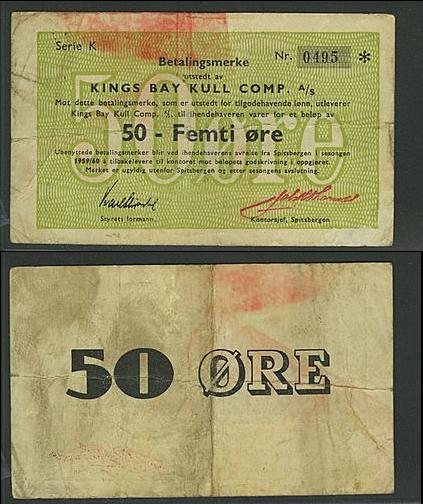 Serie K
Nr. 0495 *
Betalingsmerke
utstedt av
KINGS BAY KULL COMP. A/S
Mot dette betalingsmerke, som er utstedt for tilgodehavende lønn, utleverer
Kings Bay Kull Comp. A/S til ihendehaveren varer for et beløp av
50 - Femti øre
Ubenyttede betalingsmerker blir ved ihendehaverens avreise fra Spitsbergen i sesongen
1959/60 å tilbakelevere til kontoret mot beløpets godskrivning i oppgjøret.
Merket er ugyldig utenfor Spitsbergen og etter sesongens avslutning.
Styrets formann.
Kontorsjef, Spitsbergen
50 øre
50 ØRE